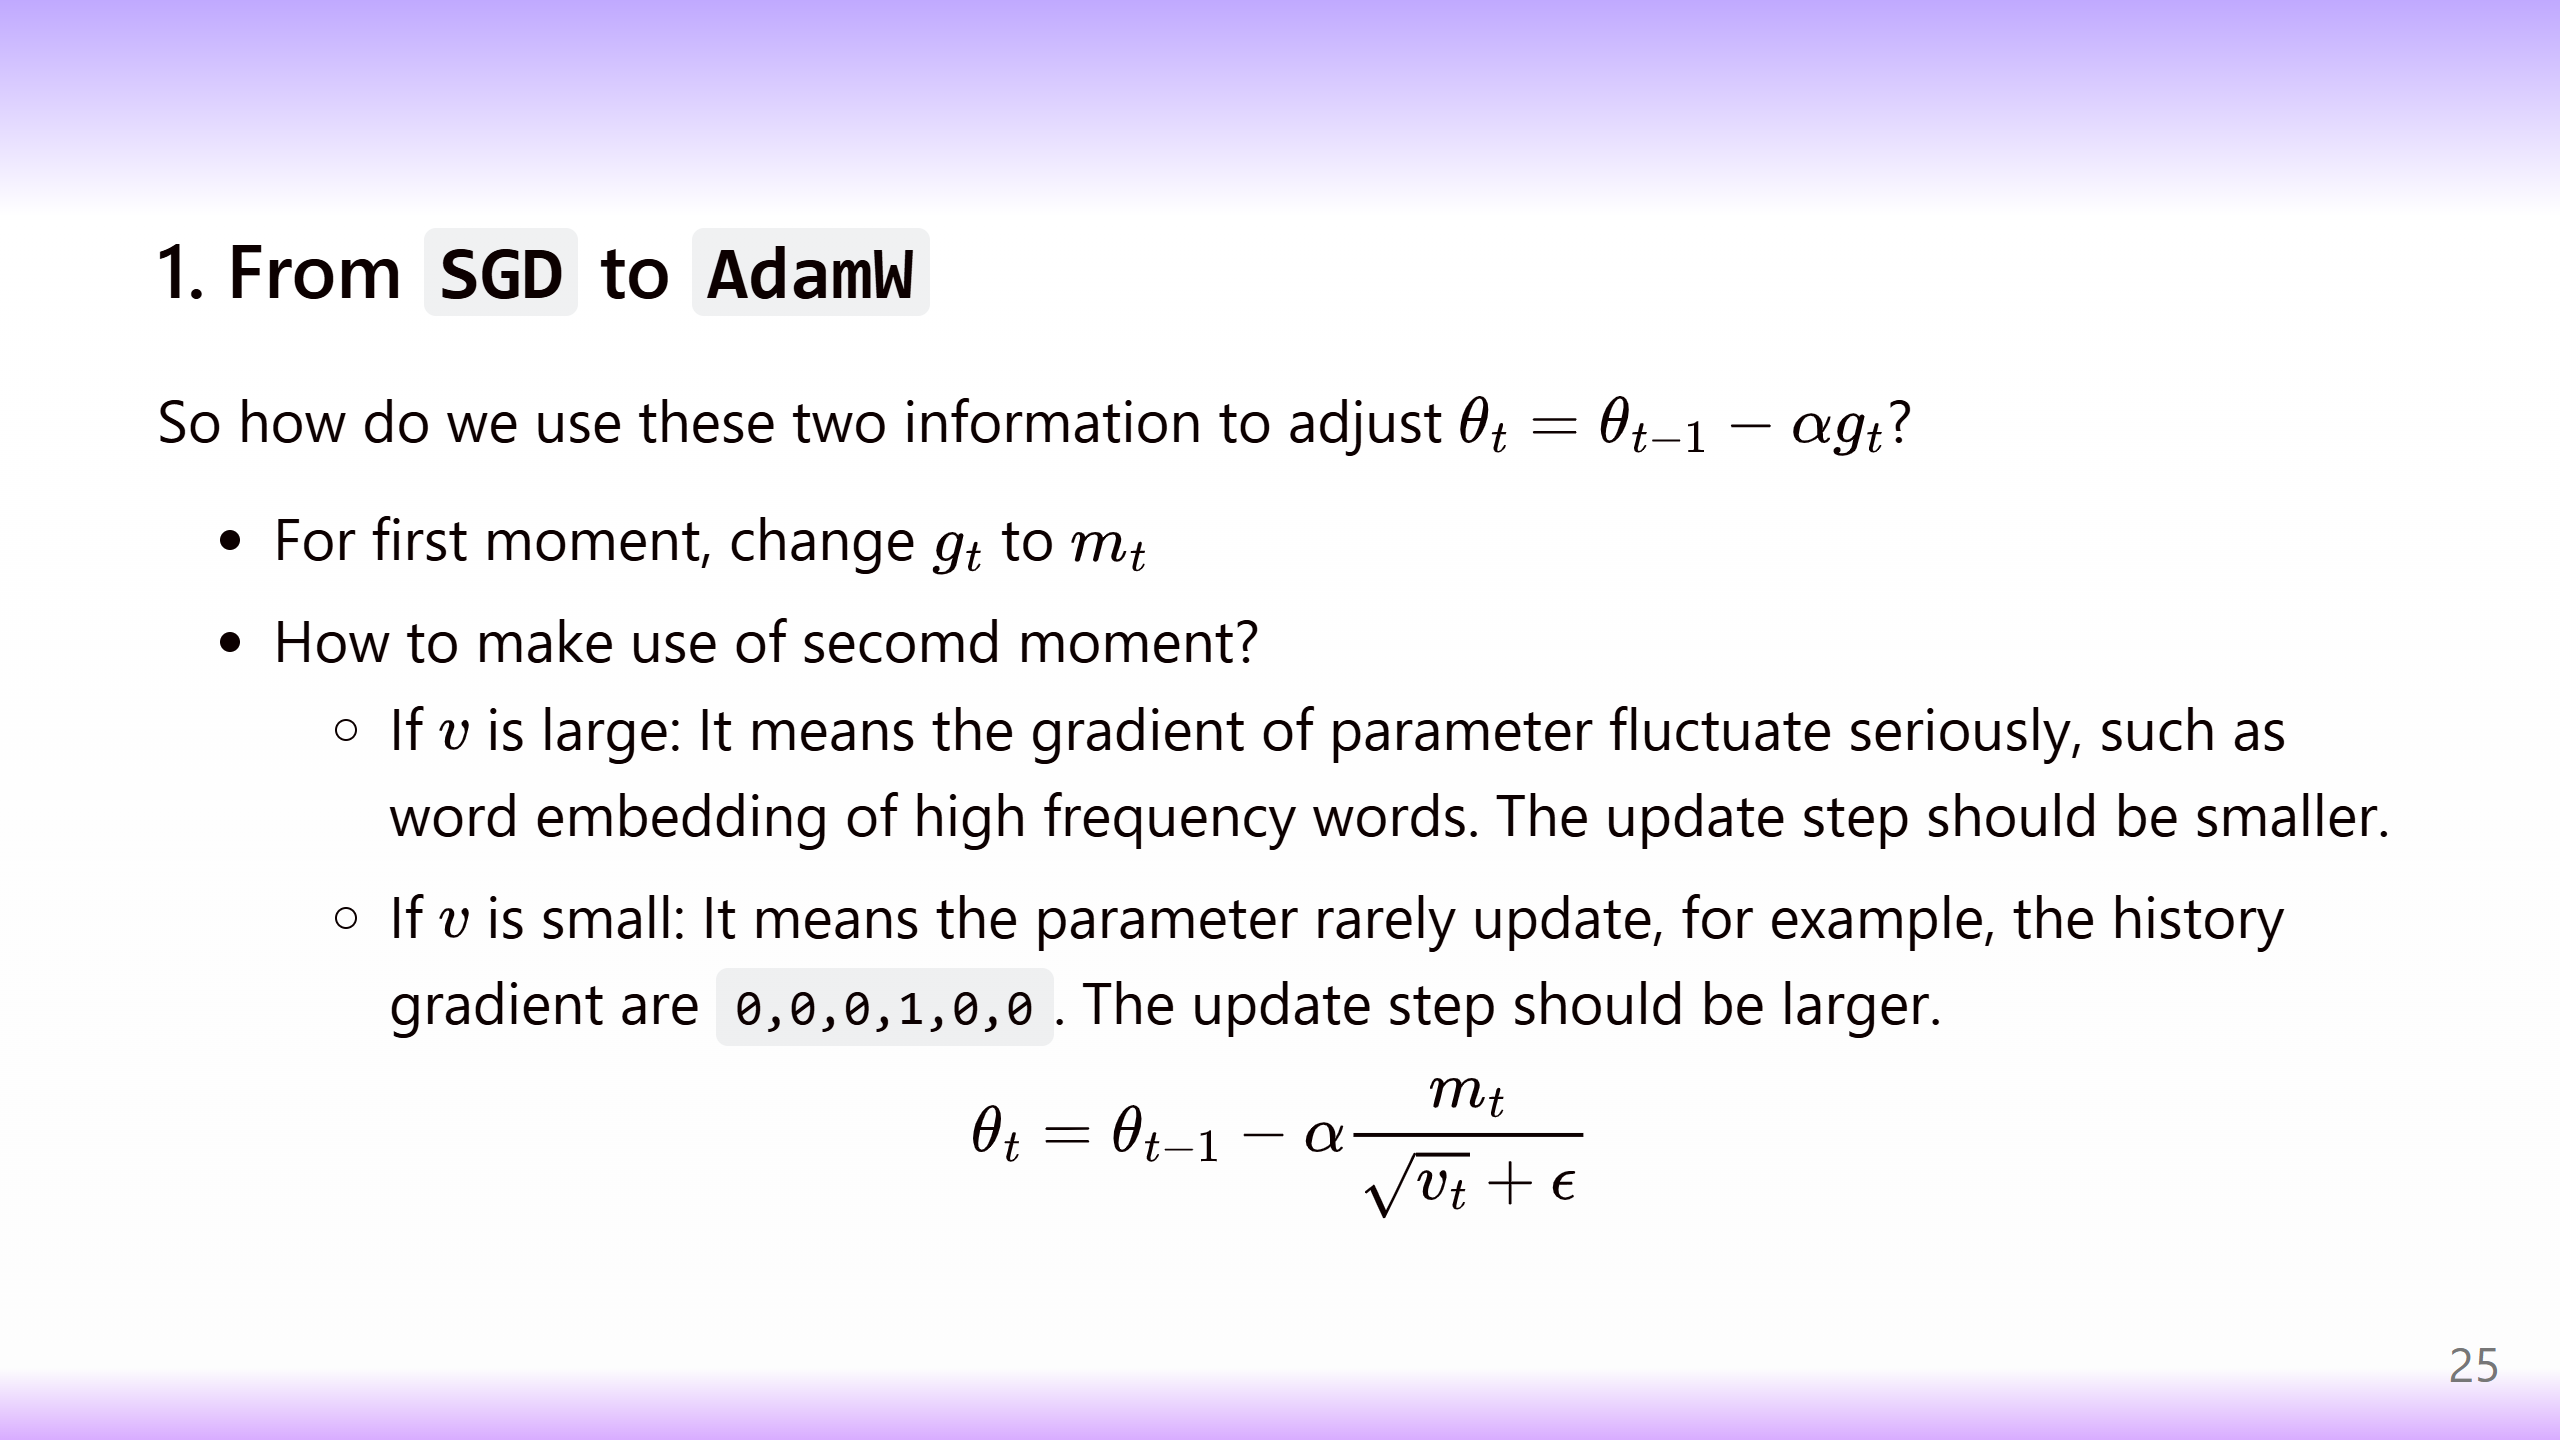 1. From SGD to AdamW
So how do we use these two information to adjust θ_t = θ_{t−1} − αg_t?
• For first moment, change g_t to m_t
• How to make use of secomd moment?
○ If v is large: It means the gradient of parameter fluctuate seriously, such as
word embedding of high frequency words. The update step should be smaller.
○ If v is small: It means the parameter rarely update, for example, the history
gradient are 0,0,0,1,0,0. The update step should be larger.
θ_t = θ_{t−1} − α \frac{m_t}{\sqrt{v_t} + ϵ}
25